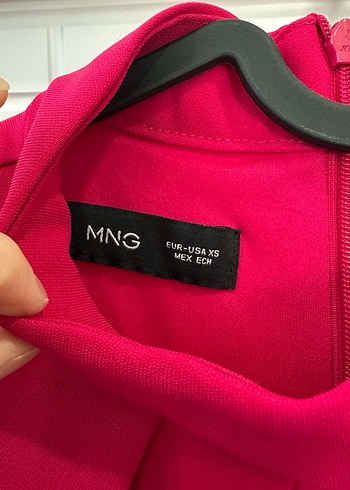 MNG
EUR-USA XS
MEX ECH